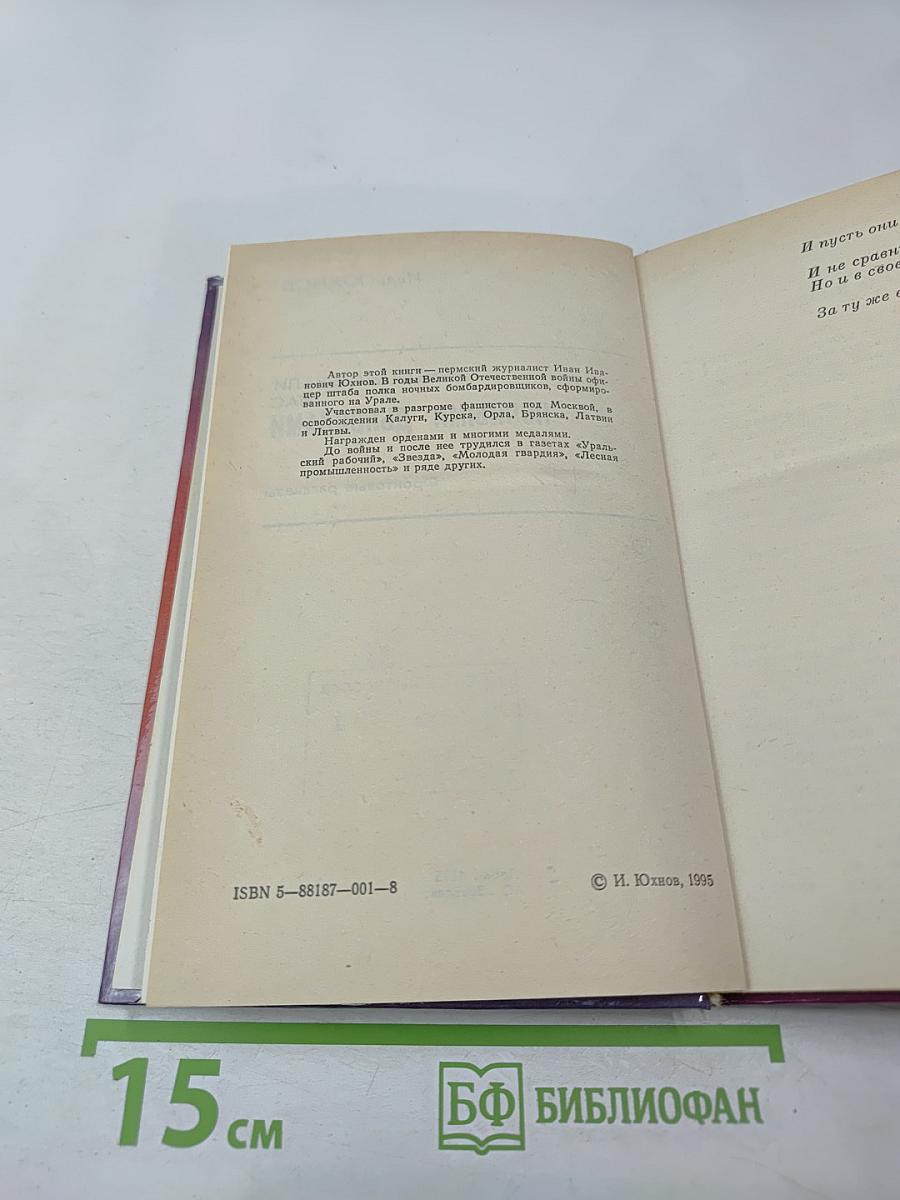 Автор этой книги — пермский журналист Иван Ива-
нович Юхнов. В годы Великой Отечественной войны офи-
цер штаба полка ночных бомбардировщиков, сформиро-
ванного на Урале.
Участвовал в разгроме фашистов под Москвой, в
освобождении Калуги, Курска, Орла, Брянска, Латвии
и Литвы.
Награжден орденами и многими медалями.
До войны и после нее трудился в газетах «Ураль-
ский рабочий», «Звезда», «Молодая гвардия», «Лесная
промышленность» и ряде других.
ISBN 5—88187—001—8
© И. Юхнов, 1995
И пусть они
И не сравн
Но и в свое
За ту же
15 см
БФ БИБЛИОФАН